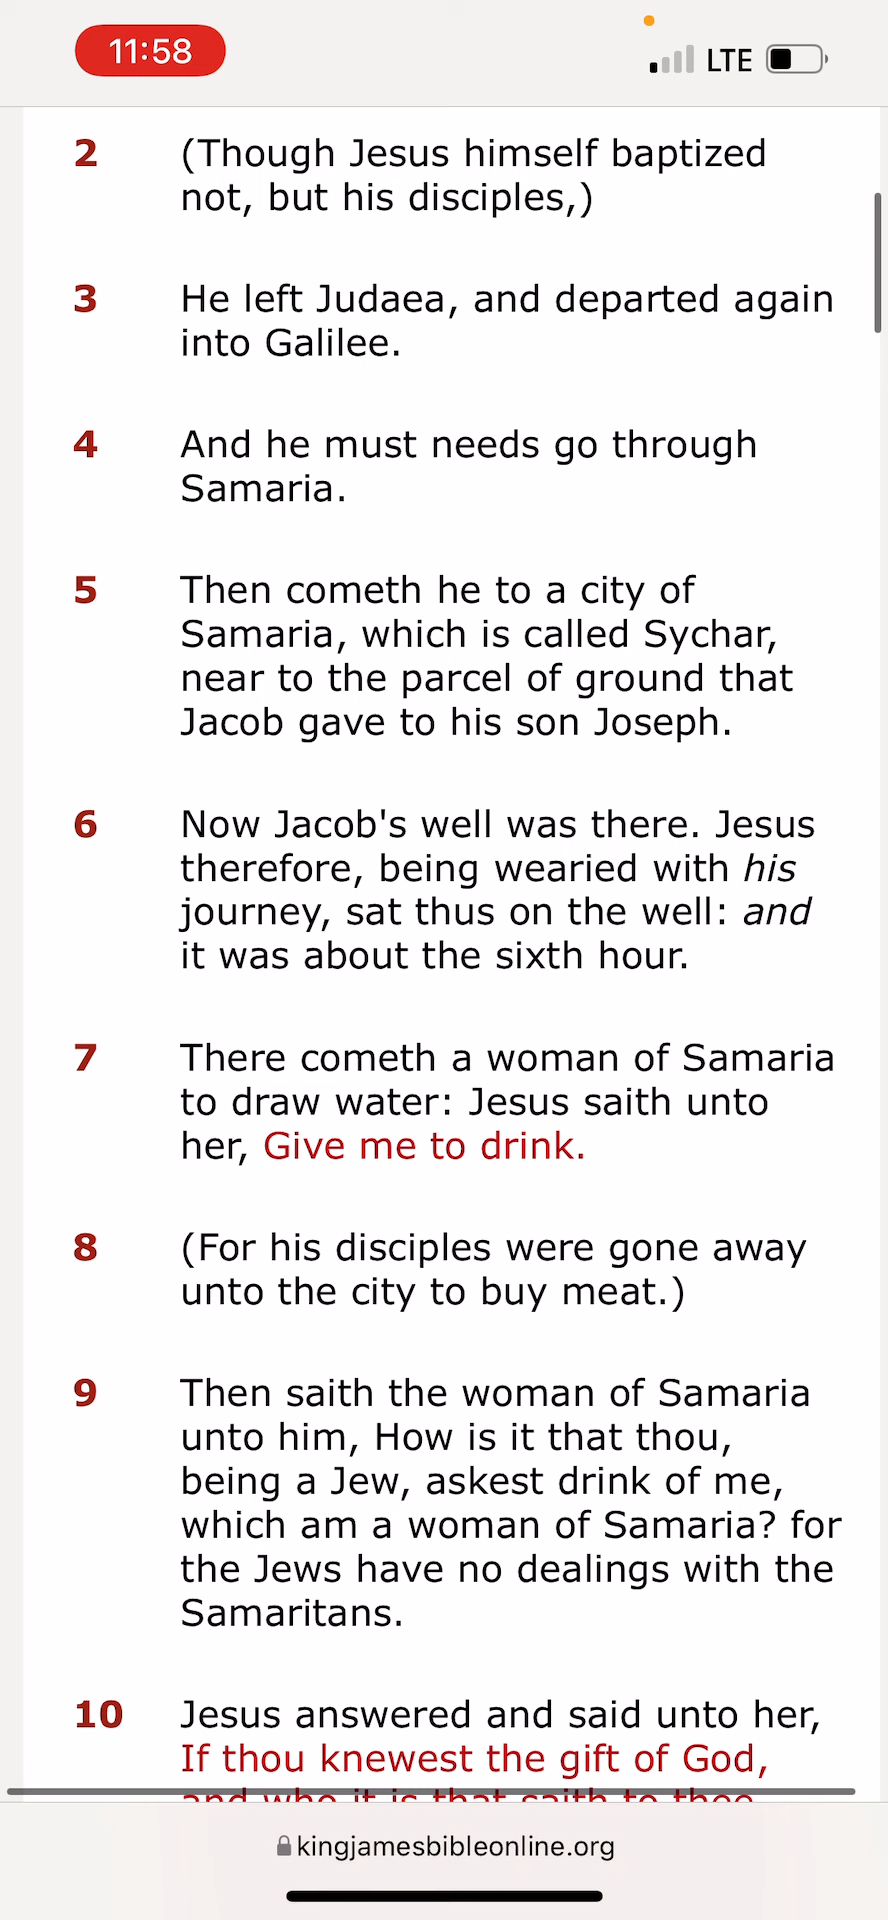 11:58
LTE
2 (Though Jesus himself baptized
not, but his disciples,)
3 He left Judaea, and departed again
into Galilee.
4 And he must needs go through
Samaria.
5 Then cometh he to a city of
Samaria, which is called Sychar,
near to the parcel of ground that
Jacob gave to his son Joseph.
6 Now Jacob's well was there. Jesus
therefore, being wearied with his
journey, sat thus on the well: and
it was about the sixth hour.
7 There cometh a woman of Samaria
to draw water: Jesus saith unto
her, Give me to drink.
8 (For his disciples were gone away
unto the city to buy meat.)
9 Then saith the woman of Samaria
unto him, How is it that thou,
being a Jew, askest drink of me,
which am a woman of Samaria? for
the Jews have no dealings with the
Samaritans.
10 Jesus answered and said unto her,
If thou knewest the gift of God,
and who it is that saith to thee,
kingjamesbibleonline.org